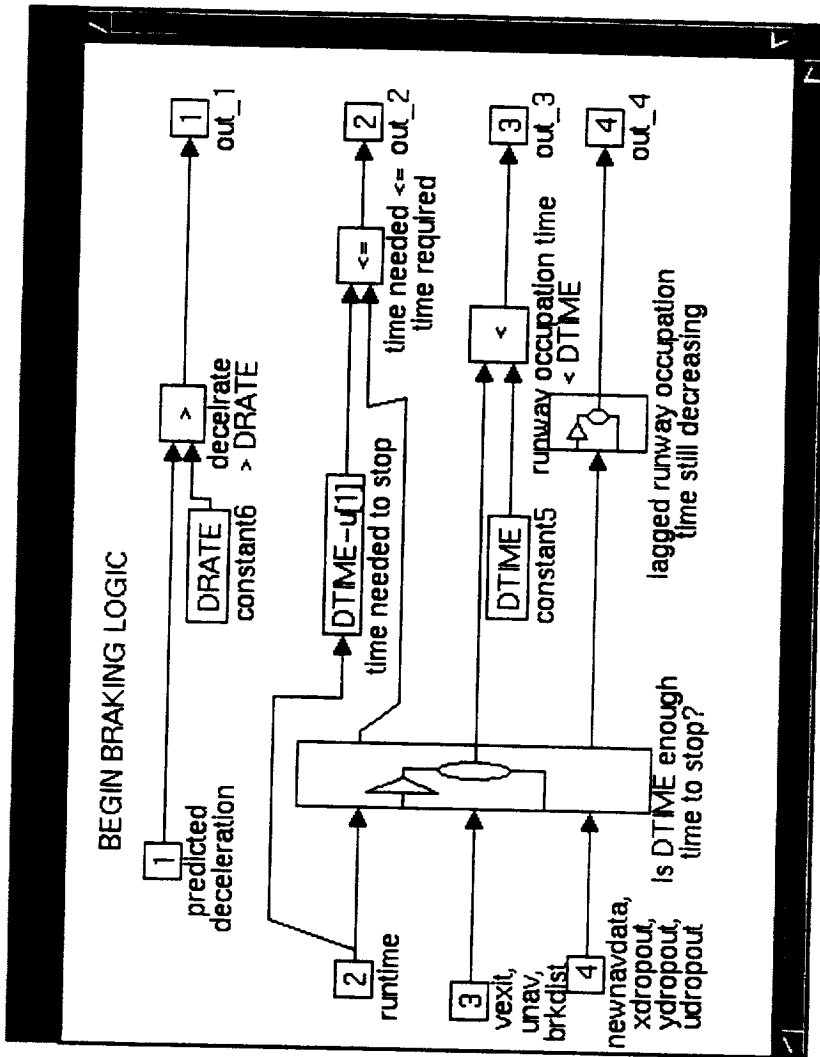 BEGIN BRAKING LOGIC
1
predicted
deceleration
DRATE
constant6
>
decelrate
> DRATE
1
out_1
2
runtime
DTIME-u[1]
time needed to stop
<=
time needed <=
time required
2
out_2
3
vexit,
unav,
brkdist
DTIME
constant5
<
runway occupation time
< DTIME
3
out_3
4
newnavdata,
xdropout,
ydropout,
udropout
Is DTIME enough
time to stop?
lagged runway occupation
time still decreasing
4
out_4